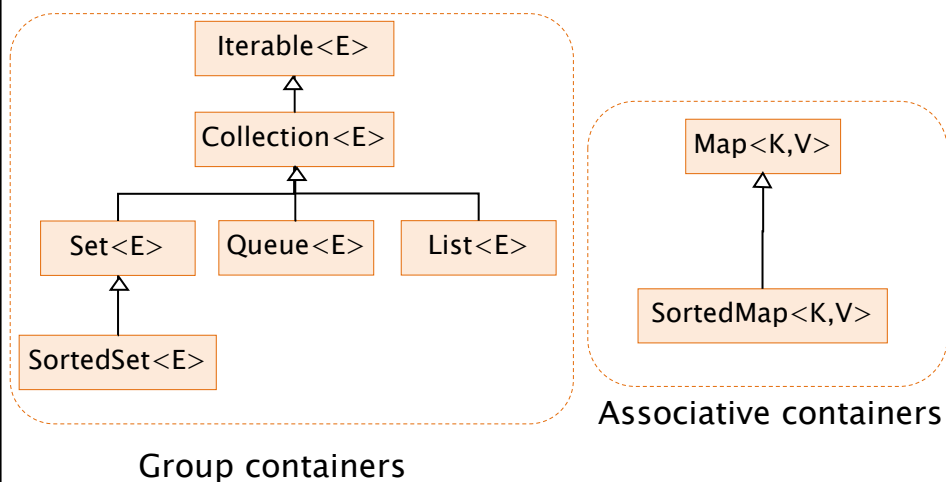 Iterable<E>
Collection<E>
Set<E>
Queue<E>
List<E>
SortedSet<E>
Group containers
Map<K,V>
SortedMap<K,V>
Associative containers